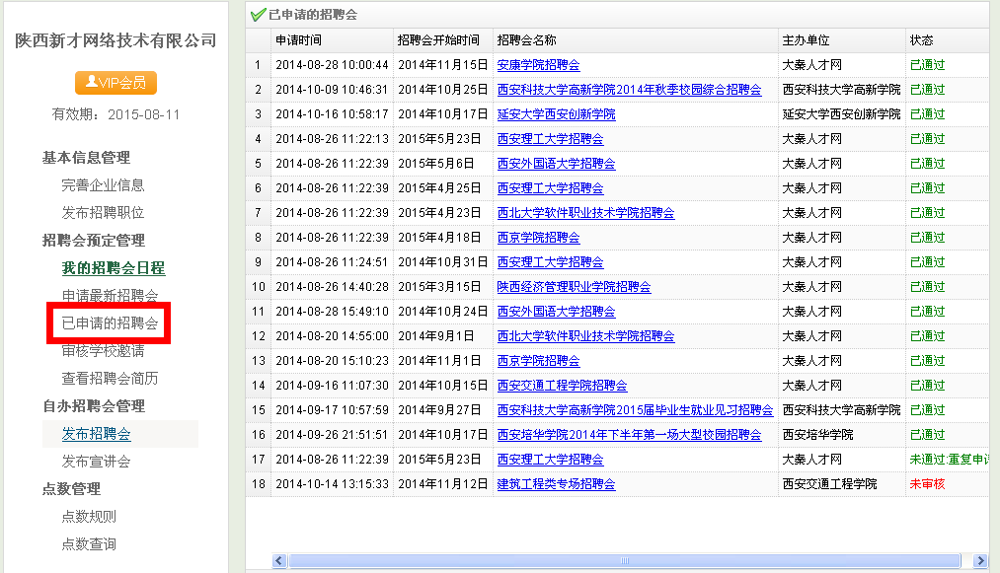 陕西新才网络技术有限公司
VIP会员
有效期：2015-08-11
基本信息管理
完善企业信息
发布招聘职位
招聘会预定管理
我的招聘会日程
申请最新招聘会
已申请的招聘会
审核学校邀请
查看招聘会简历
自办招聘会管理
发布招聘会
发布宣讲会
点数管理
点数规则
点数查询
已申请的招聘会
申请时间 招聘会开始时间 招聘会名称 主办单位 状态
1 2014-08-28 10:00:44 2014年11月15日 安康学院招聘会 大秦人才网 已通过
2 2014-10-09 10:46:31 2014年10月25日 西安科技大学高新学院2014年秋季校园综合招聘会 西安科技大学高新学院 已通过
3 2014-10-16 10:58:17 2014年10月17日 延安大学西安创新学院 延安大学西安创新学院 已通过
4 2014-08-26 11:22:13 2015年5月23日 西安理工大学招聘会 大秦人才网 已通过
5 2014-08-26 11:22:39 2015年5月6日 西安外国语大学招聘会 大秦人才网 已通过
6 2014-08-26 11:22:39 2015年4月25日 西安理工大学招聘会 大秦人才网 已通过
7 2014-08-26 11:22:39 2015年4月23日 西北大学软件职业技术学院招聘会 大秦人才网 已通过
8 2014-08-26 11:22:39 2015年4月18日 西京学院招聘会 大秦人才网 已通过
9 2014-08-26 11:24:51 2014年10月31日 西安理工大学招聘会 大秦人才网 已通过
10 2014-08-26 14:40:28 2015年3月15日 陕西经济管理职业学院招聘会 大秦人才网 已通过
11 2014-08-28 15:49:10 2014年10月24日 西安外国语大学招聘会 大秦人才网 已通过
12 2014-08-20 14:55:00 2014年9月1日 西北大学软件职业技术学院招聘会 大秦人才网 已通过
13 2014-08-20 15:10:23 2014年11月1日 西京学院招聘会 大秦人才网 已通过
14 2014-09-16 11:07:30 2014年10月15日 西安交通工程学院招聘会 大秦人才网 已通过
15 2014-09-17 10:57:59 2014年9月27日 西安科技大学高新学院2015届毕业生就业见习招聘会 西安科技大学高新学院 已通过
16 2014-09-26 21:51:51 2014年10月17日 西安培华学院2014年下半年第一场大型校园招聘会 西安培华学院 已通过
17 2014-08-26 11:22:39 2015年5月23日 西安理工大学招聘会 大秦人才网 未通过:重复申请
18 2014-10-14 13:15:33 2014年11月12日 建筑工程类专场招聘会 西安交通工程学院 未审核